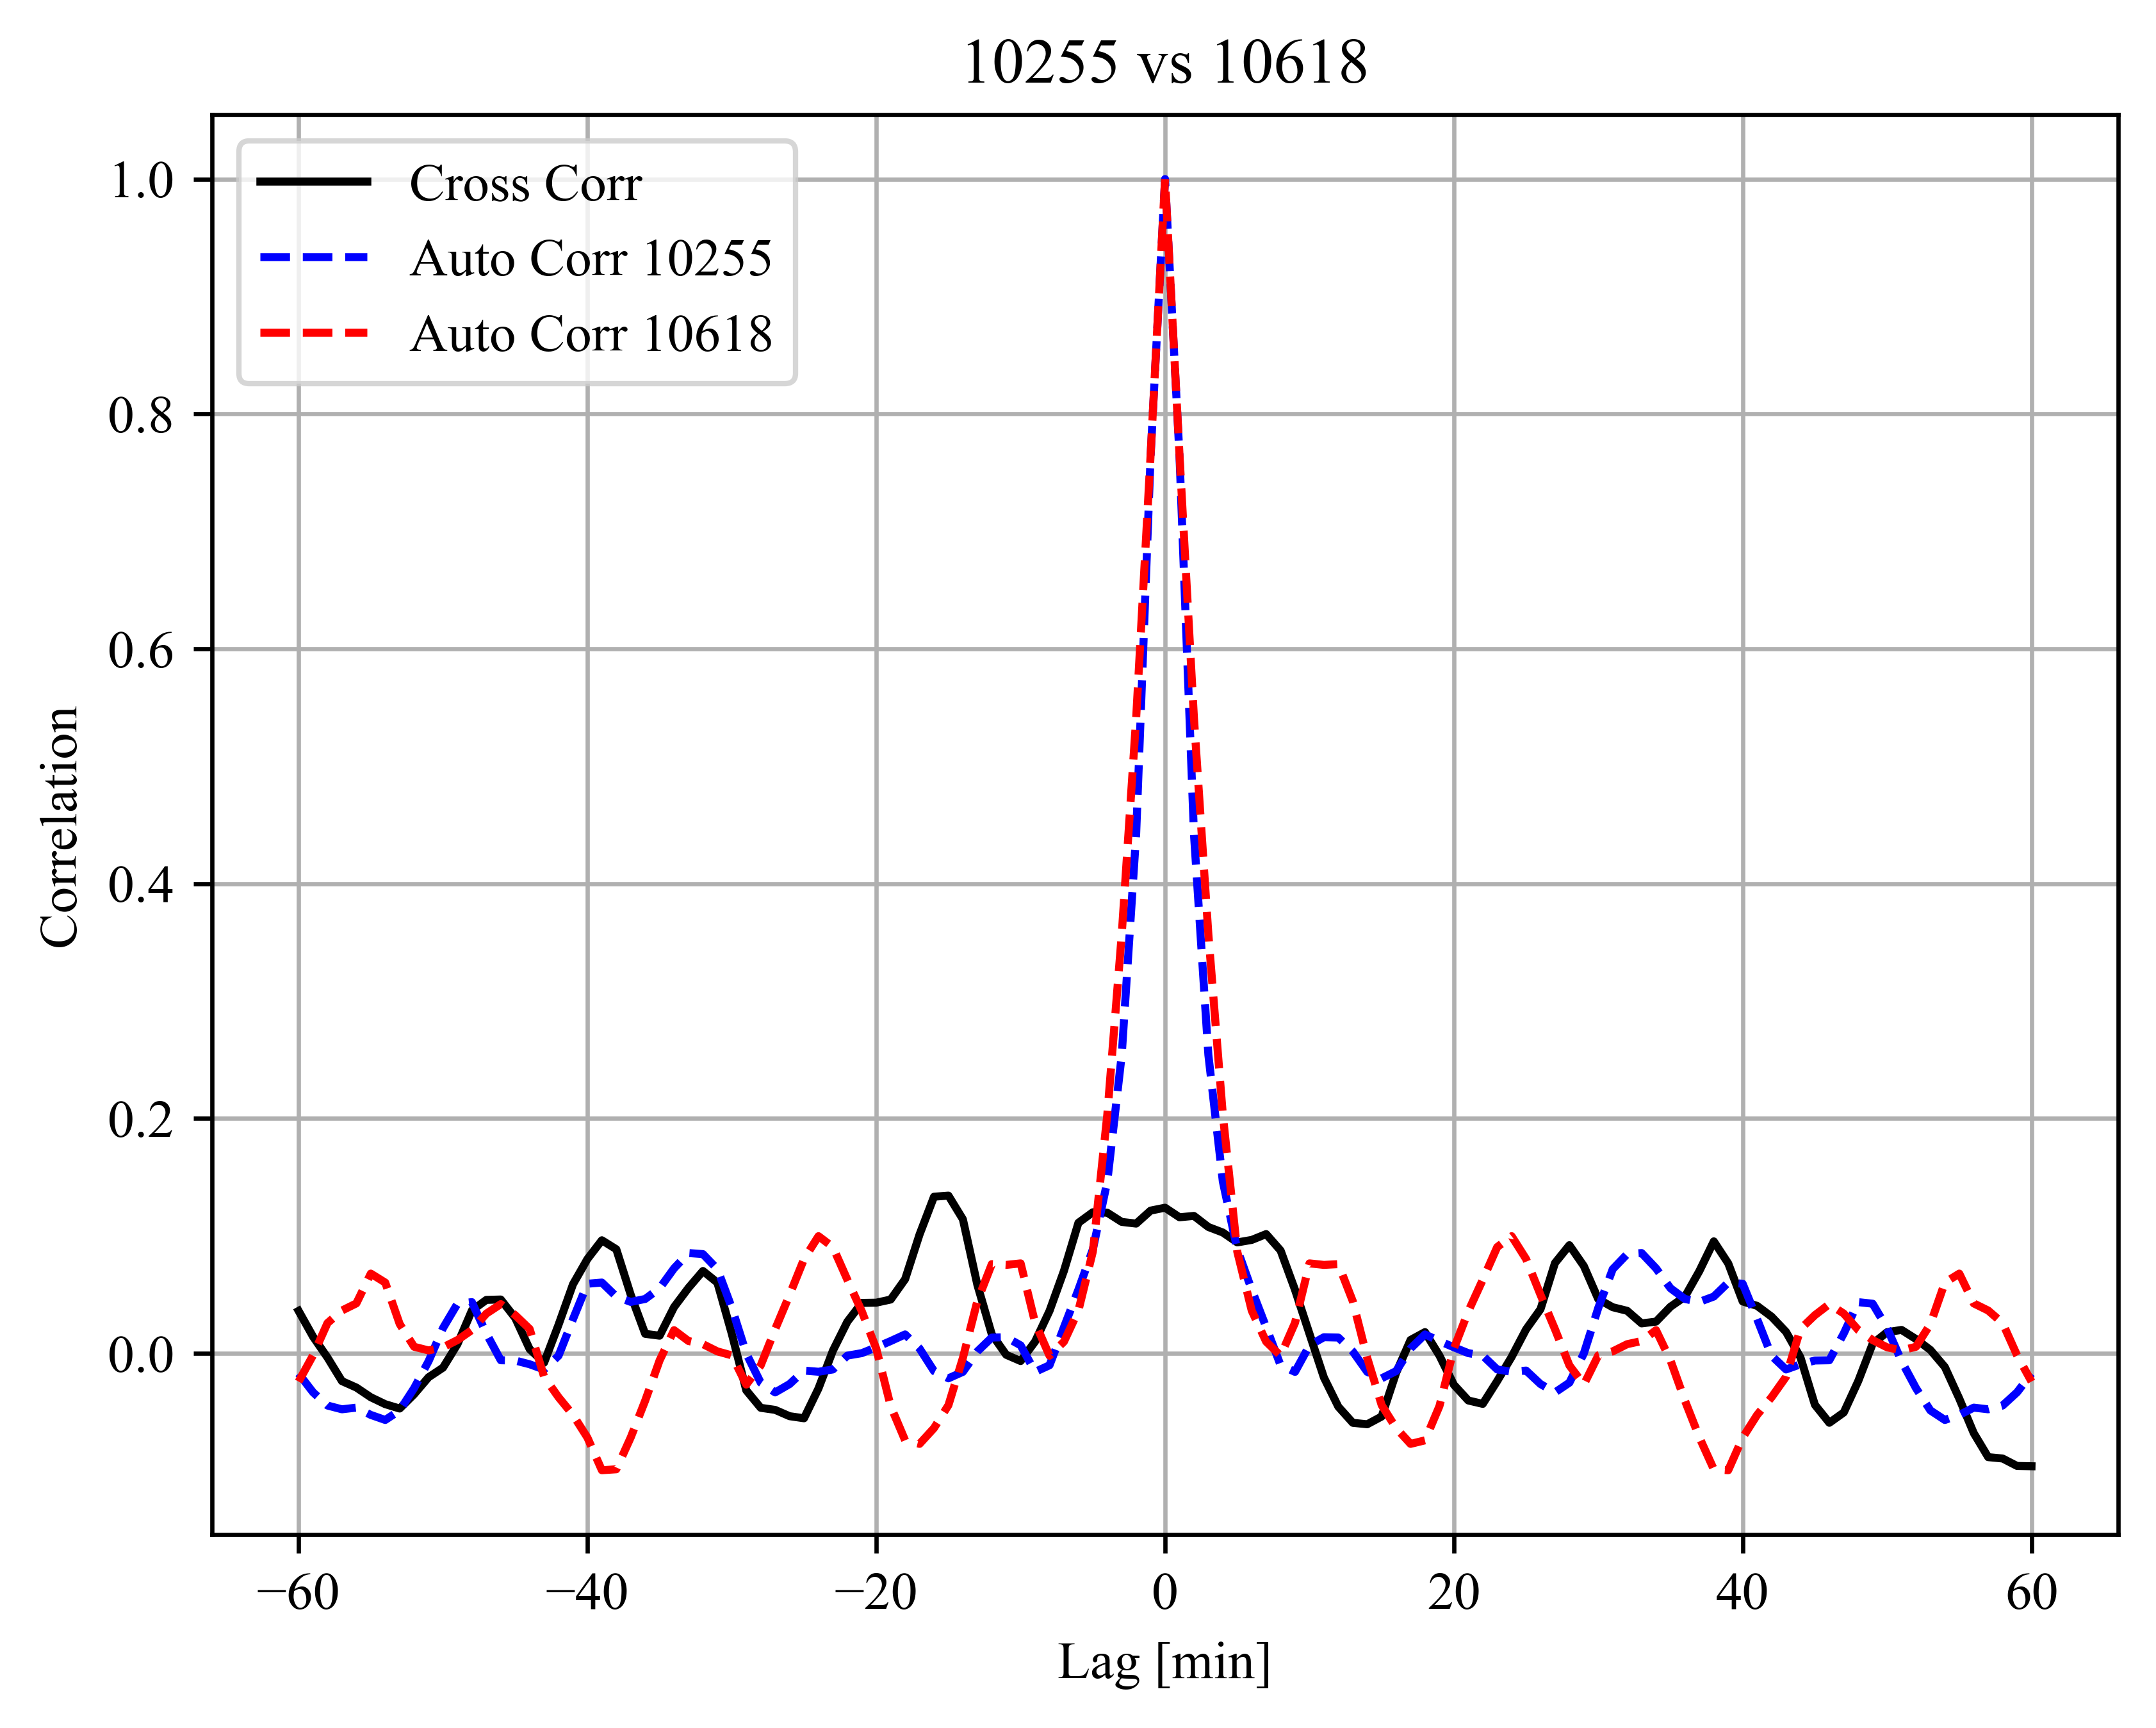 10255 vs 10618
Cross Corr
Auto Corr 10255
Auto Corr 10618
1.0
0.8
0.6
0.4
0.2
0.0
Correlation
−60
−40
−20
0
20
40
60
Lag [min]